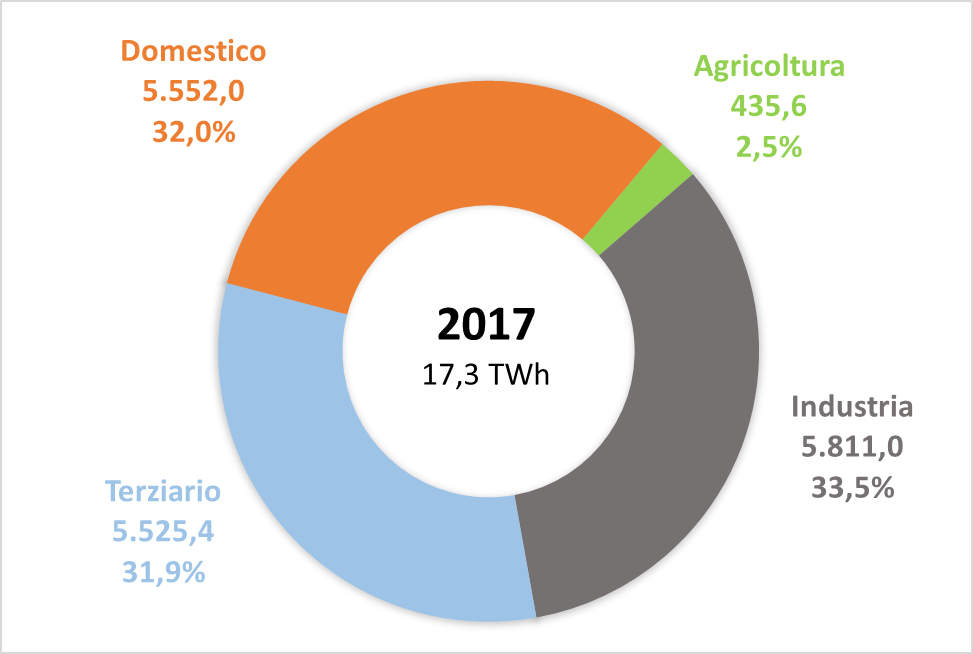 Domestico
5.552,0
32,0%
Agricoltura
435,6
2,5%
2017
17,3 TWh
Industria
5.811,0
33,5%
Terziario
5.525,4
31,9%